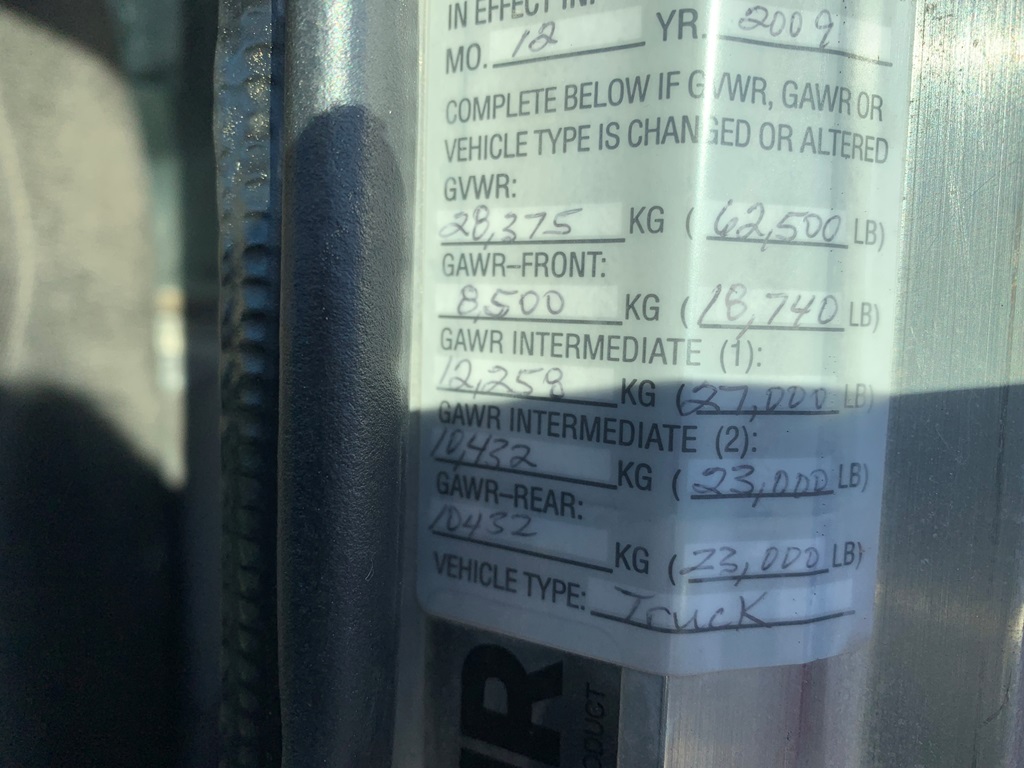 IN EFFECT IN:
MO. 12 YR. 2009
COMPLETE BELOW IF GVWR, GAWR OR
VEHICLE TYPE IS CHANGED OR ALTERED
GVWR:
28,375 KG (62,500 LB)
GAWR–FRONT:
8,500 KG (18,740 LB)
GAWR INTERMEDIATE (1):
12,258 KG (27,000 LB)
GAWR INTERMEDIATE (2):
10,432 KG (23,000 LB)
GAWR–REAR:
10432 KG (23,000 LB)
VEHICLE TYPE: Truck